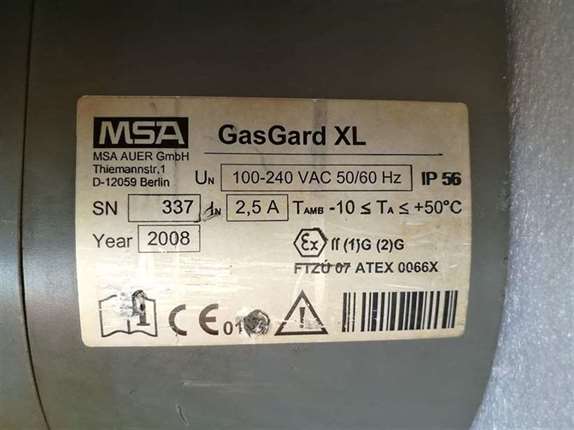 MSA
GasGard XL
MSA AUER GmbH
Thiemannstr,1
D-12059 Berlin
UN 100-240 VAC 50/60 Hz IP 56
SN 337 IN 2,5 A TAMB -10 ≤ TA ≤ +50°C
Year 2008
Ex II (1)G (2)G
FTZÚ 07 ATEX 0066X
CE